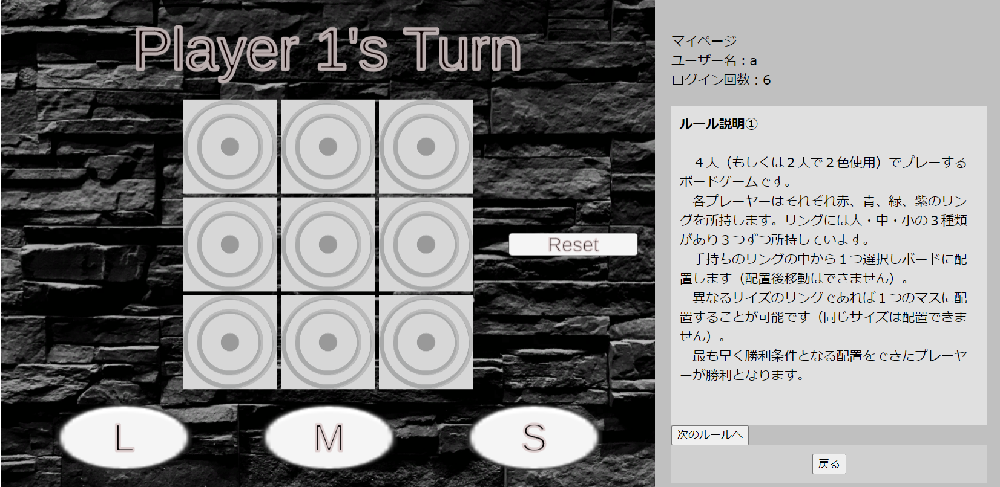 Player 1's Turn
Reset
L
M
S
マイページ
ユーザー名：a
ログイン回数：6
ルール説明①
　４人（もしくは２人で２色使用）でプレーする
ボードゲームです。
　各プレーヤーはそれぞれ赤、青、緑、紫のリン
グを所持します。リングには大・中・小の３種類
があり３つずつ所持しています。
　手持ちのリングの中から１つ選択しボードに配
置します（配置後移動はできません）。
　異なるサイズのリングであれば１つのマスに配
置することが可能です（同じサイズは配置できま
せん）。
　最も早く勝利条件となる配置をできたプレーヤ
ーが勝利となります。
次のルールへ
戻る